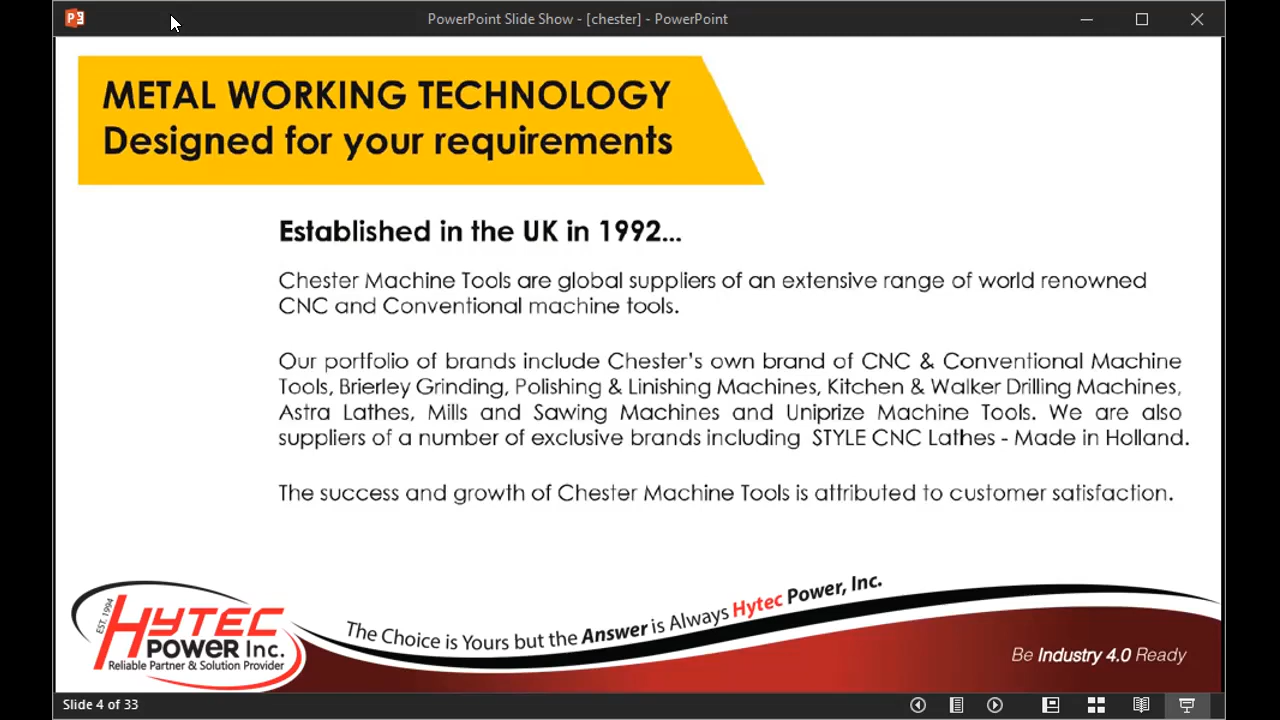 PowerPoint Slide Show - [chester] - PowerPoint
METAL WORKING TECHNOLOGY
Designed for your requirements
Established in the UK in 1992...
Chester Machine Tools are global suppliers of an extensive range of world renowned
CNC and Conventional machine tools.
Our portfolio of brands include Chester's own brand of CNC & Conventional Machine
Tools, Brierley Grinding, Polishing & Linishing Machines, Kitchen & Walker Drilling Machines,
Astra Lathes, Mills and Sawing Machines and Uniprize Machine Tools. We are also
suppliers of a number of exclusive brands including STYLE CNC Lathes - Made in Holland.
The success and growth of Chester Machine Tools is attributed to customer satisfaction.
EST. 1994
HYTEC
POWER Inc.
Reliable Partner & Solution Provider
The Choice is Yours but the Answer is Always Hytec Power, Inc.
Be Industry 4.0 Ready
Slide 4 of 33